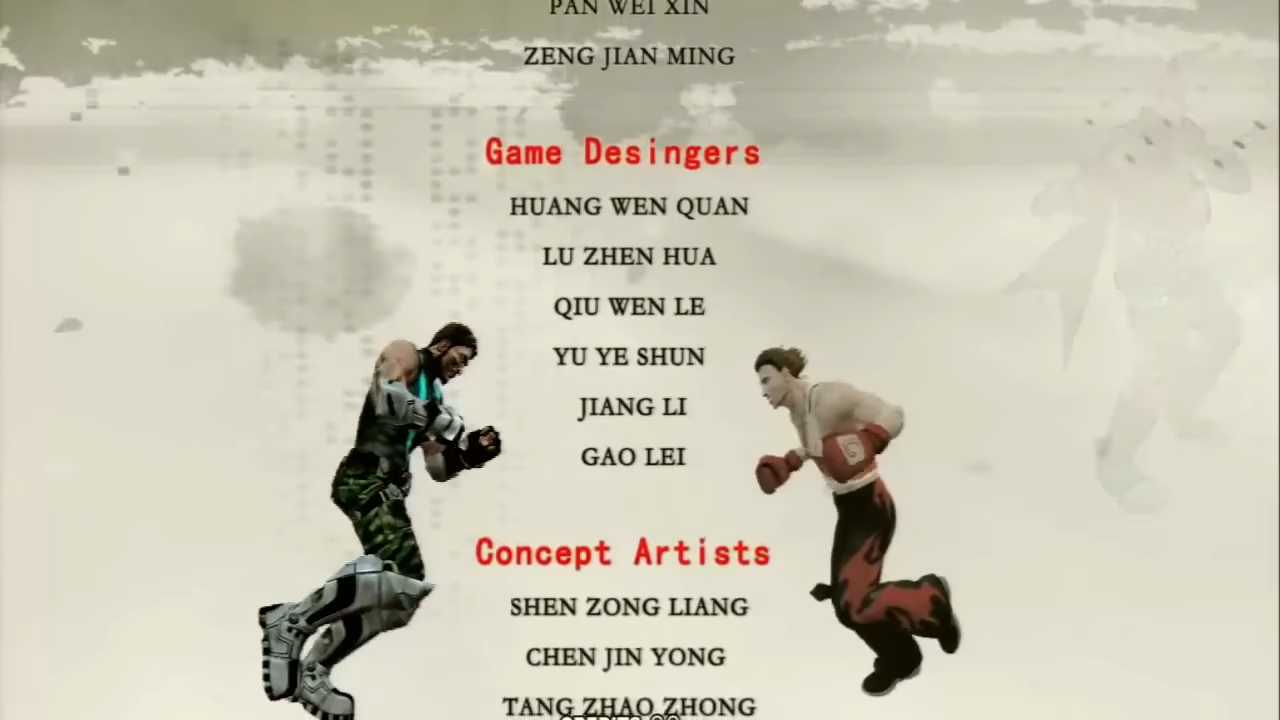 PAN WEI XIN
ZENG JIAN MING
Game Desingers
HUANG WEN QUAN
LU ZHEN HUA
QIU WEN LE
YU YE SHUN
JIANG LI
GAO LEI
Concept Artists
SHEN ZONG LIANG
CHEN JIN YONG
TANG ZHAO ZHONG